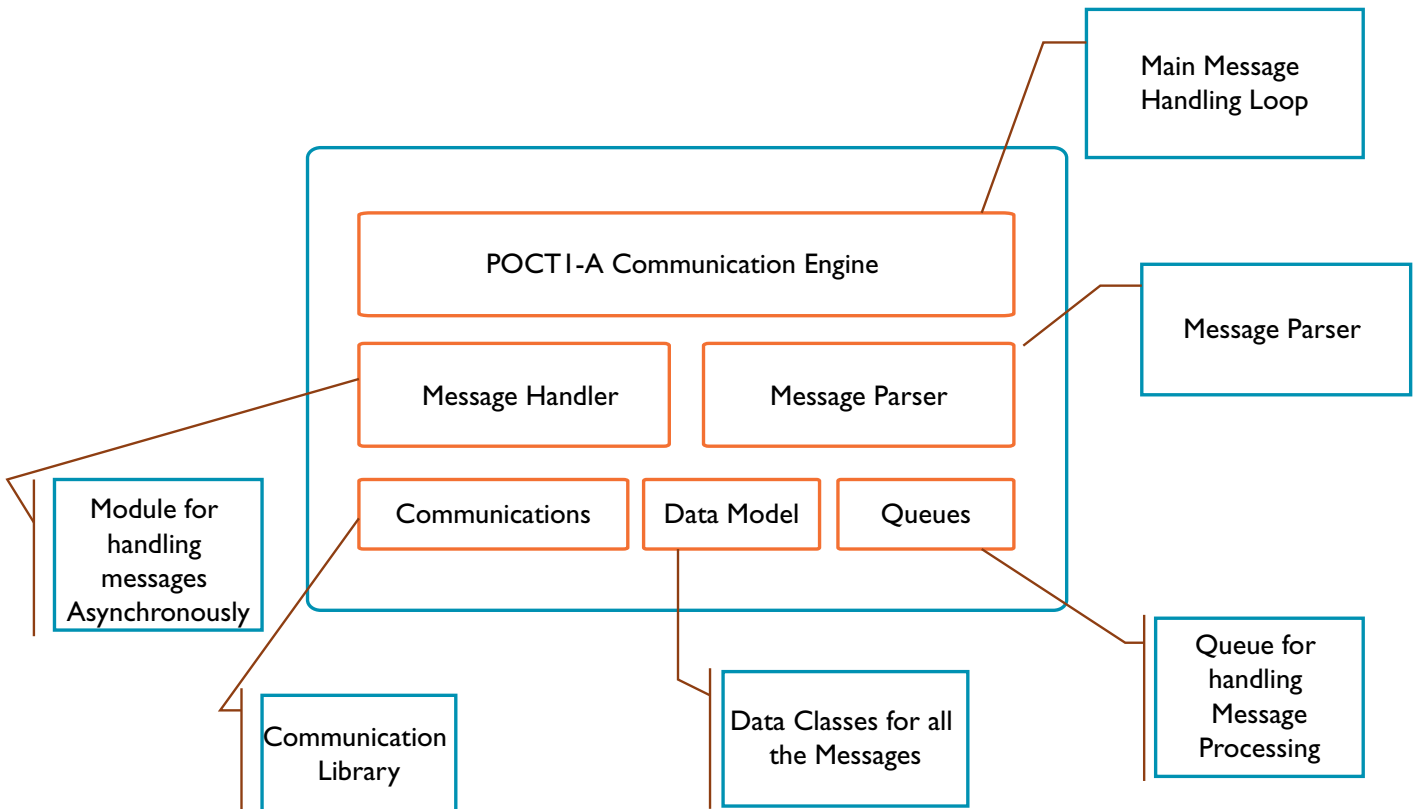 Main Message
Handling Loop
POCT1-A Communication Engine
Message Parser
Message Handler
Message Parser
Communications
Data Model
Queues
Module for
handling
messages
Asynchronously
Queue for
handling
Message
Processing
Data Classes for all
the Messages
Communication
Library